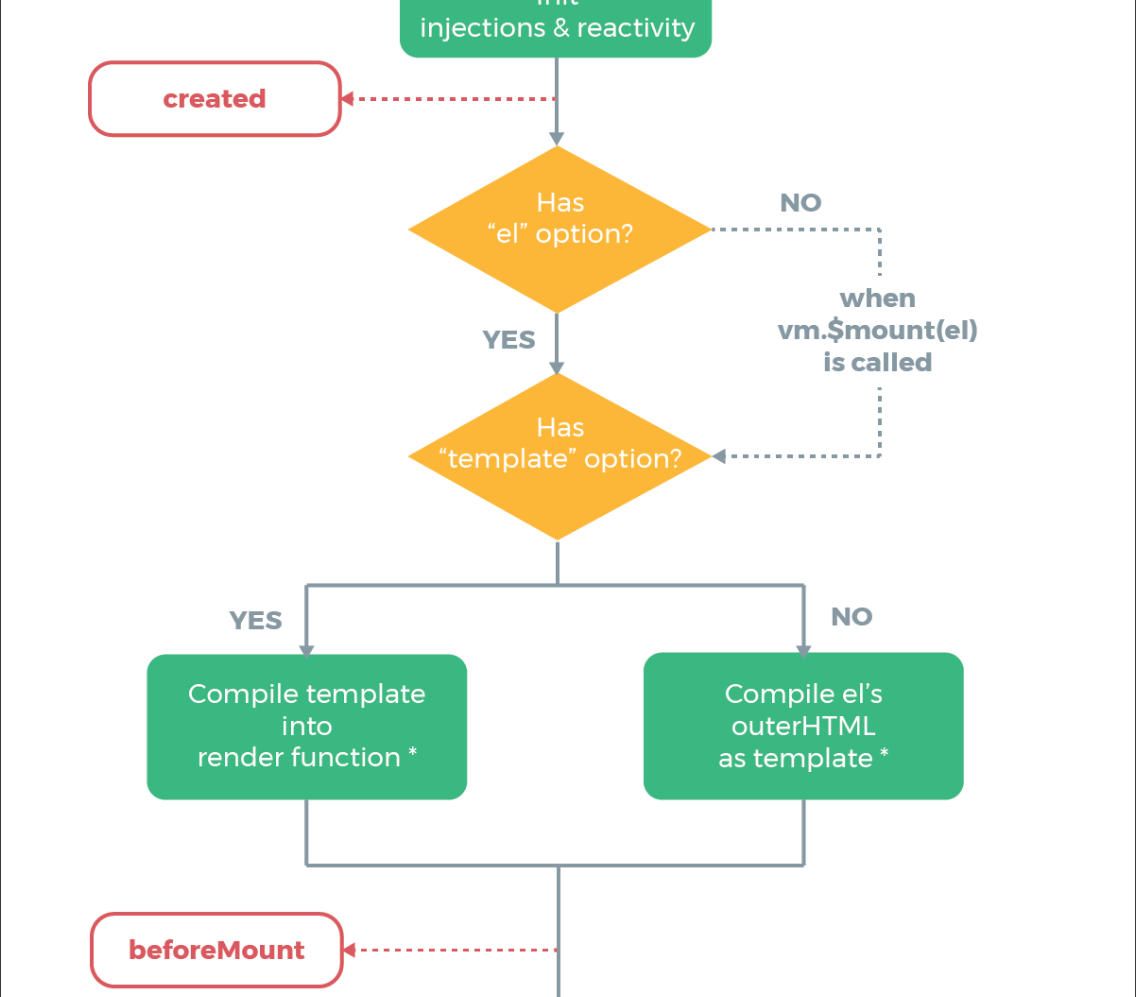 injections & reactivity
created
Has
“el” option?
NO
when
vm.$mount(el)
is called
YES
Has
“template” option?
YES
NO
Compile template
into
render function *
Compile el’s
outerHTML
as template *
beforeMount